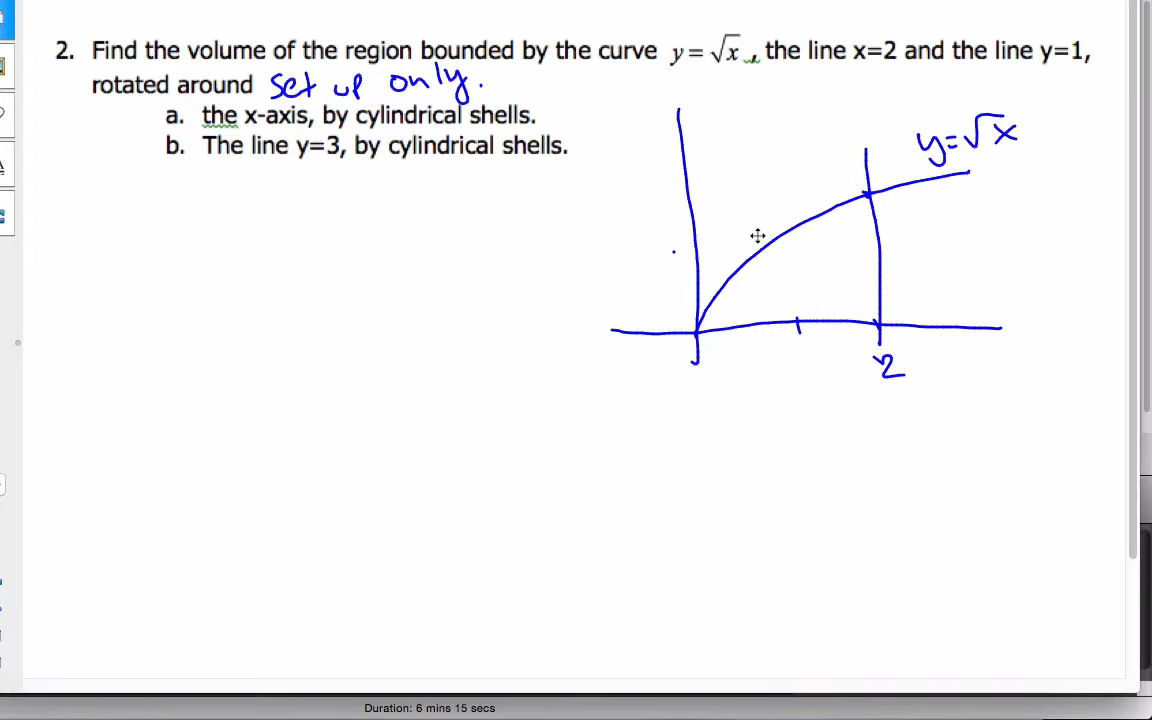 2. Find the volume of the region bounded by the curve y = √x , the line x=2 and the line y=1,
rotated around set up only.
a. the x-axis, by cylindrical shells.
b. The line y=3, by cylindrical shells.
y=√x
2
Duration: 6 mins 15 secs